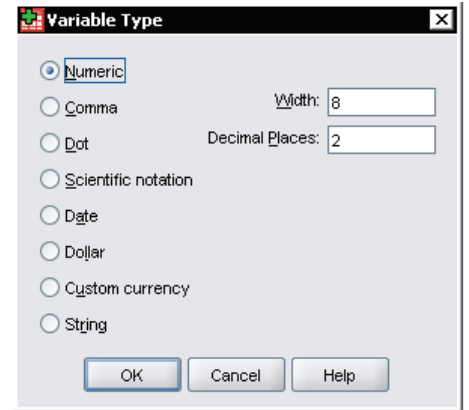 Variable Type
Numeric
Comma
Width: 8
Dot
Decimal Places: 2
Scientific notation
Date
Dollar
Custom currency
String
OK Cancel Help